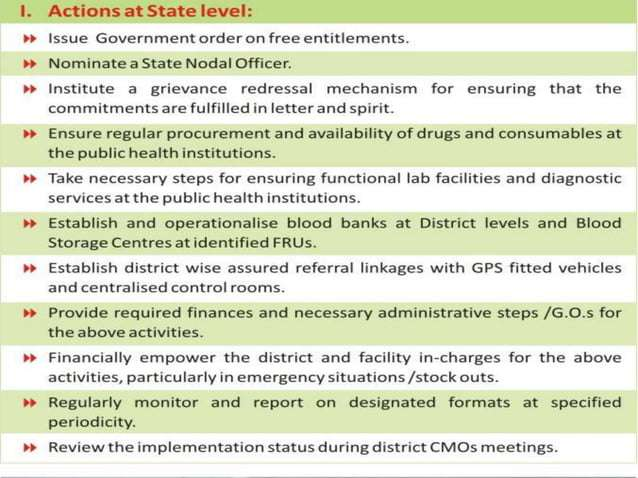 I. Actions at State level:
Issue Government order on free entitlements.
Nominate a State Nodal Officer.
Institute a grievance redressal mechanism for ensuring that the
commitments are fulfilled in letter and spirit.
Ensure regular procurement and availability of drugs and consumables at
the public health institutions.
Take necessary steps for ensuring functional lab facilities and diagnostic
services at the public health institutions.
Establish and operationalise blood banks at District levels and Blood
Storage Centres at identified FRUs.
Establish district wise assured referral linkages with GPS fitted vehicles
and centralised control rooms.
Provide required finances and necessary administrative steps /G.O.s for
the above activities.
Financially empower the district and facility in-charges for the above
activities, particularly in emergency situations /stock outs.
Regularly monitor and report on designated formats at specified
periodicity.
Review the implementation status during district CMOs meetings.